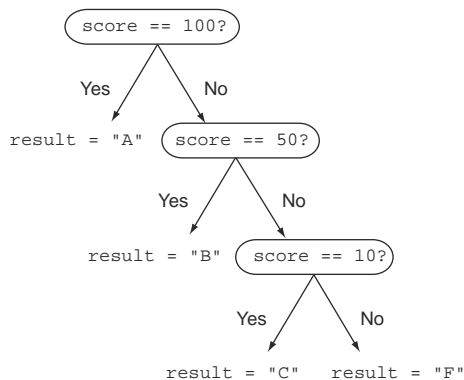 score == 100?
Yes No
result = "A" score == 50?
Yes No
result = "B" score == 10?
Yes No
result = "C" result = "F"